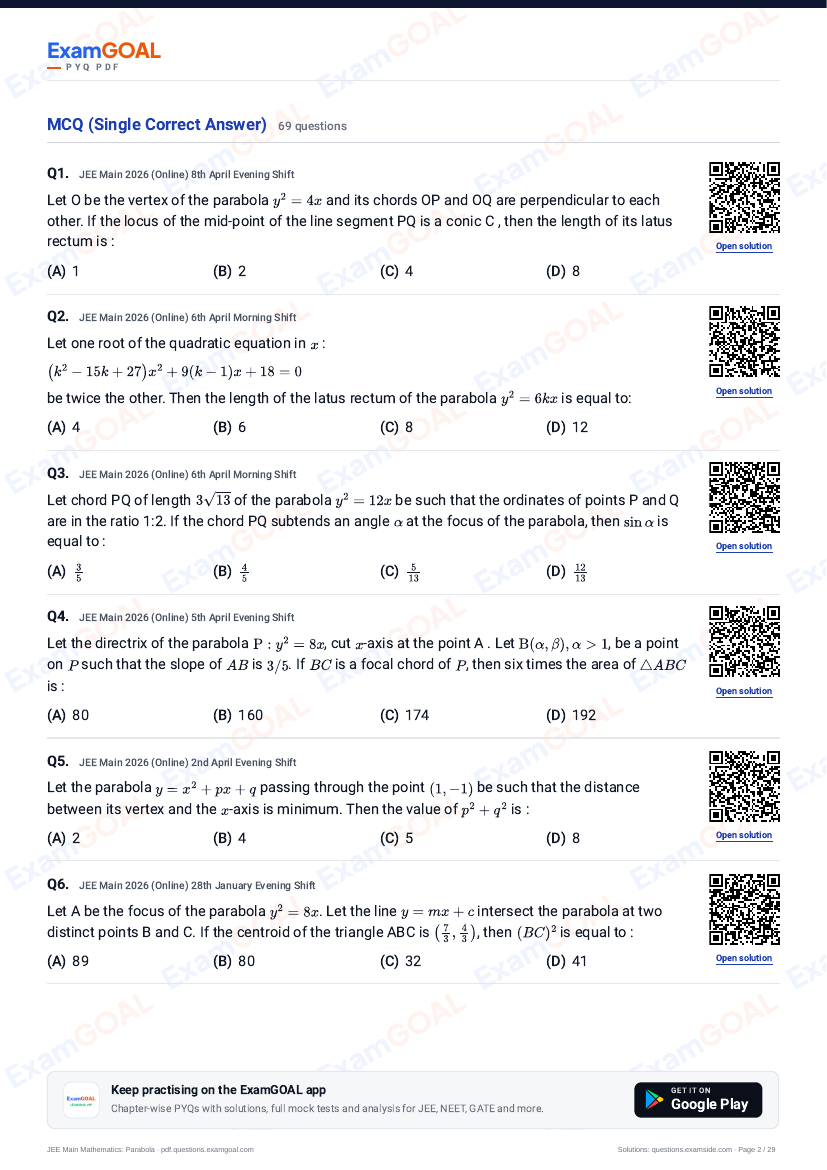 ExamGOAL
PYQ PDF
MCQ (Single Correct Answer) 69 questions
Q1. JEE Main 2026 (Online) 8th April Evening Shift
Let O be the vertex of the parabola y² = 4x and its chords OP and OQ are perpendicular to each
other. If the locus of the mid-point of the line segment PQ is a conic C , then the length of its latus
rectum is :
(A) 1 (B) 2 (C) 4 (D) 8
Open solution
Q2. JEE Main 2026 (Online) 6th April Morning Shift
Let one root of the quadratic equation in x :
(k² − 15k + 27)x² + 9(k − 1)x + 18 = 0
be twice the other. Then the length of the latus rectum of the parabola y² = 6kx is equal to:
(A) 4 (B) 6 (C) 8 (D) 12
Open solution
Q3. JEE Main 2026 (Online) 6th April Morning Shift
Let chord PQ of length 3√13 of the parabola y² = 12x be such that the ordinates of points P and Q
are in the ratio 1:2. If the chord PQ subtends an angle α at the focus of the parabola, then sin α is
equal to :
(A) 3/5 (B) 4/5 (C) 5/13 (D) 12/13
Open solution
Q4. JEE Main 2026 (Online) 5th April Evening Shift
Let the directrix of the parabola P : y² = 8x, cut x-axis at the point A . Let B(α, β), α > 1, be a point
on P such that the slope of AB is 3/5. If BC is a focal chord of P, then six times the area of △ABC
is :
(A) 80 (B) 160 (C) 174 (D) 192
Open solution
Q5. JEE Main 2026 (Online) 2nd April Evening Shift
Let the parabola y = x² + px + q passing through the point (1, −1) be such that the distance
between its vertex and the x-axis is minimum. Then the value of p² + q² is :
(A) 2 (B) 4 (C) 5 (D) 8
Open solution
Q6. JEE Main 2026 (Online) 28th January Evening Shift
Let A be the focus of the parabola y² = 8x. Let the line y = mx + c intersect the parabola at two
distinct points B and C. If the centroid of the triangle ABC is (7/3, 4/3), then (BC)² is equal to :
(A) 89 (B) 80 (C) 32 (D) 41
Open solution
ExamGOAL
Keep practising on the ExamGOAL app
Chapter-wise PYQs with solutions, full mock tests and analysis for JEE, NEET, GATE and more.
GET IT ON
Google Play
JEE Main Mathematics: Parabola · pdf.questions.examgoal.com
Solutions: questions.examside.com · Page 2 / 29